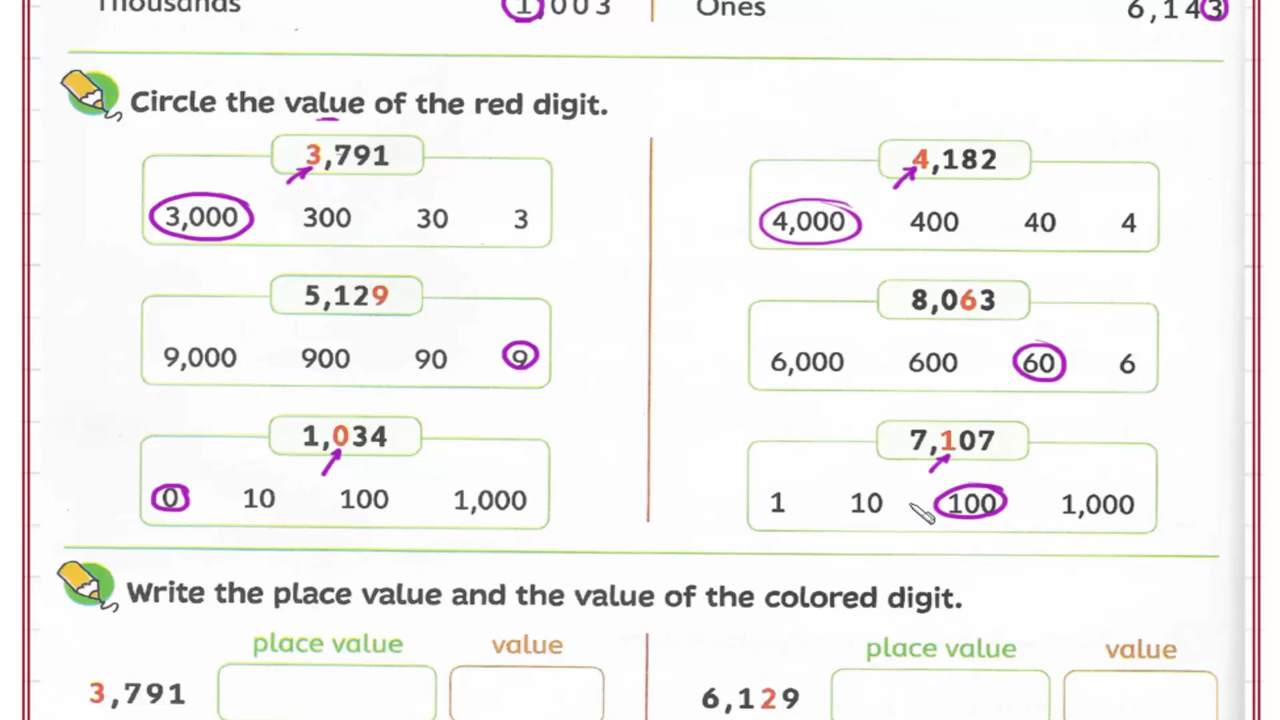 Thousands 1,003 Ones 6,143
Circle the value of the red digit.
3,791
3,000 300 30 3
4,182
4,000 400 40 4
5,129
9,000 900 90 9
8,063
6,000 600 60 6
1,034
0 10 100 1,000
7,107
1 10 100 1,000
Write the place value and the value of the colored digit.
place value value
3,791
place value value
6,129